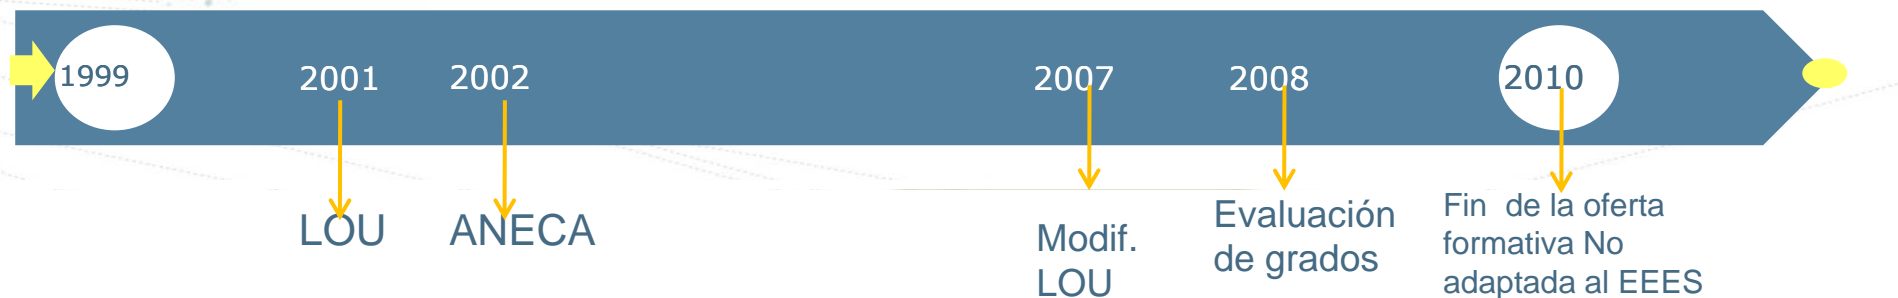 1999 2001 2002 2007 2008 2010
LOU
ANECA
Modif.
LOU
Evaluación
de grados
Fin de la oferta
formativa No
adaptada al EEES